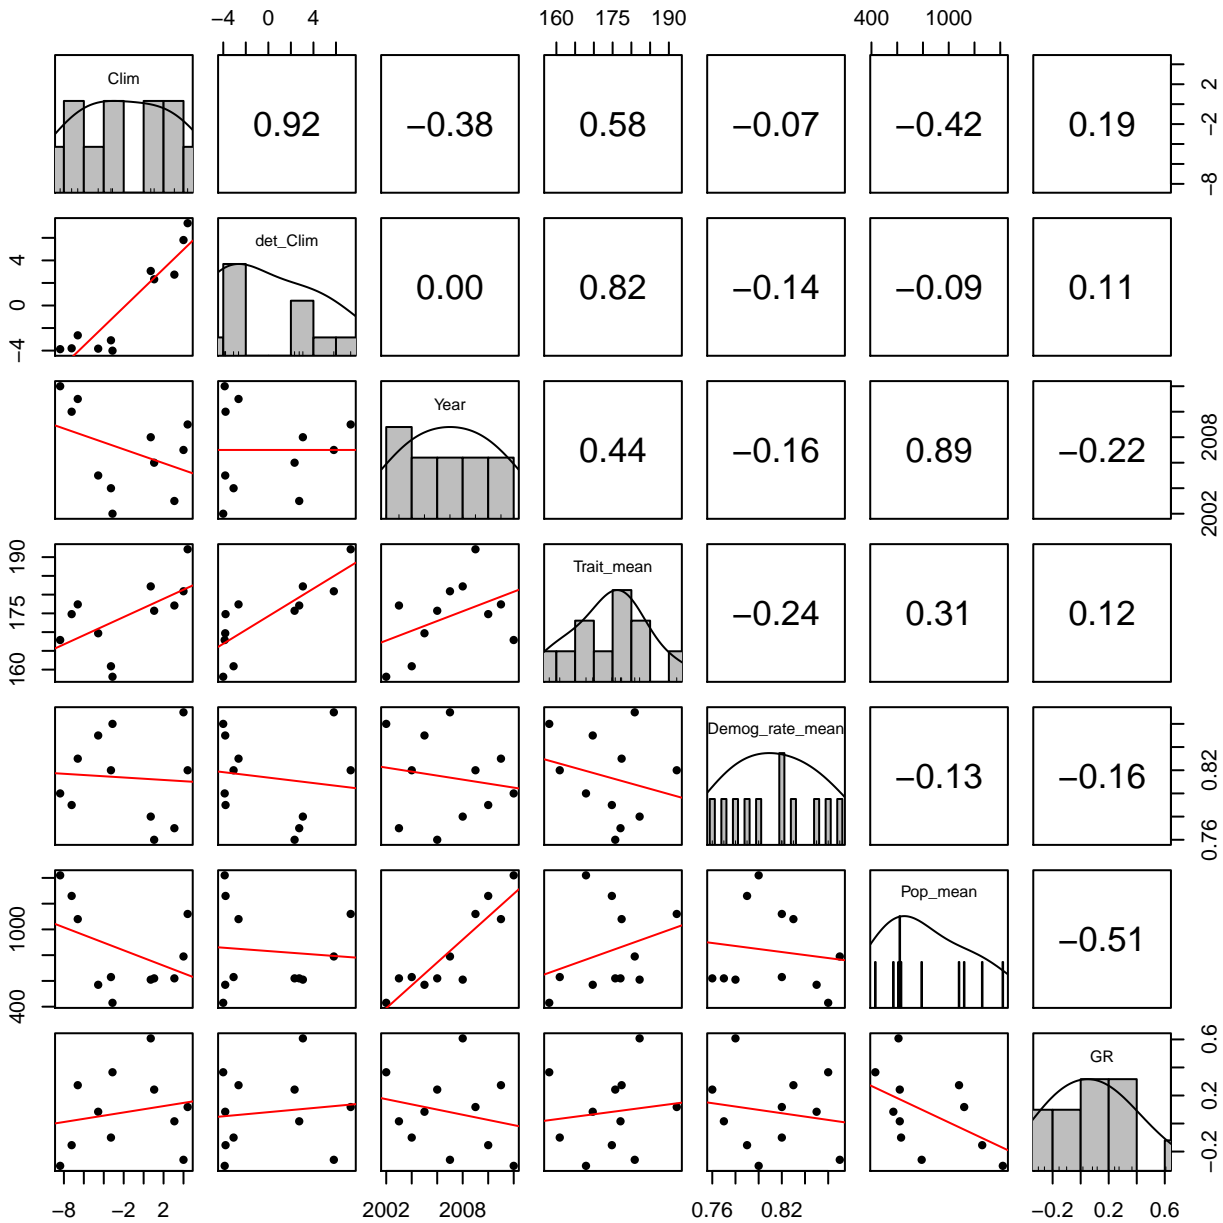 −4 0 4 160 175 190 400 1000
Clim
0.92 −0.38 0.58 −0.07 −0.42 0.19
2 −2 −8
det_Clim
4 0 −4
0.00 0.82 −0.14 −0.09 0.11
Year
0.44 −0.16 0.89 −0.22
2008 2002
Trait_mean
190 175 160
−0.24 0.31 0.12
Demog_rate_mean
−0.13 −0.16
0.82 0.76
Pop_mean
1000 400
−0.51
GR
0.6 0.2 −0.2
−8 −2 2 2002 2008 0.76 0.82 −0.2 0.2 0.6